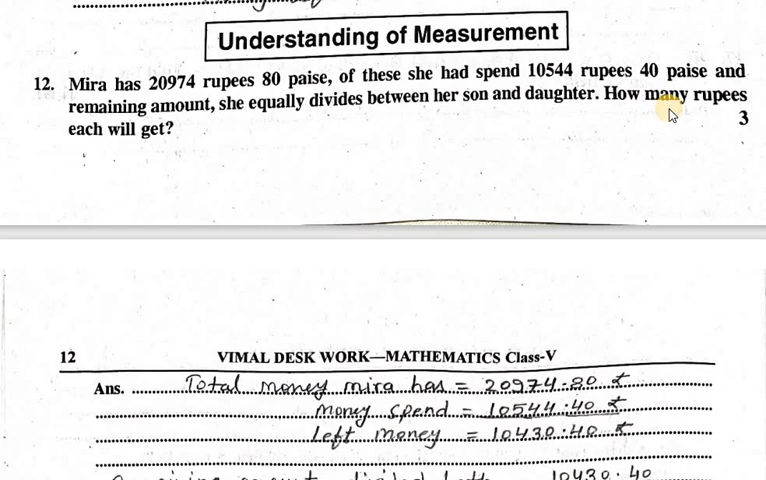 Understanding of Measurement
12. Mira has 20974 rupees 80 paise, of these she had spend 10544 rupees 40 paise and
remaining amount, she equally divides between her son and daughter. How many rupees
each will get? 3
12 VIMAL DESK WORK—MATHEMATICS Class-V
Ans. Total money mira has = 20974.80 ₹
money spend = 10544.40 ₹
Left money = 10430.40 ₹
10430.40